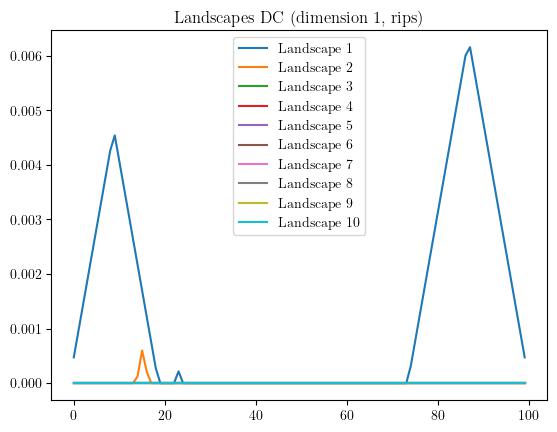 Landscapes DC (dimension 1, rips)
0.006
0.005
0.004
0.003
0.002
0.001
0.000
Landscape 1
Landscape 2
Landscape 3
Landscape 4
Landscape 5
Landscape 6
Landscape 7
Landscape 8
Landscape 9
Landscape 10
0 20 40 60 80 100